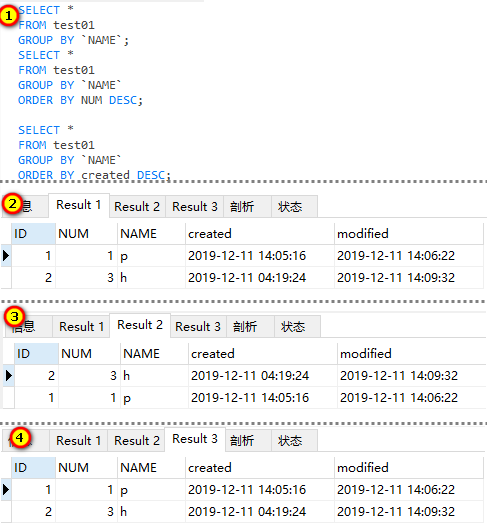 1
SELECT *
FROM test01
GROUP BY `NAME`;
SELECT *
FROM test01
GROUP BY `NAME`
ORDER BY NUM DESC;
SELECT *
FROM test01
GROUP BY `NAME`
ORDER BY created DESC;
2 息 Result 1 Result 2 Result 3 剖析 状态
ID NUM NAME created modified
1 1 p 2019-12-11 14:05:16 2019-12-11 14:06:22
2 3 h 2019-12-11 04:19:24 2019-12-11 14:09:32
3 信息 Result 1 Result 2 Result 3 剖析 状态
ID NUM NAME created modified
2 3 h 2019-12-11 04:19:24 2019-12-11 14:09:32
1 1 p 2019-12-11 14:05:16 2019-12-11 14:06:22
4 Result 1 Result 2 Result 3 剖析 状态
ID NUM NAME created modified
1 1 p 2019-12-11 14:05:16 2019-12-11 14:06:22
2 3 h 2019-12-11 04:19:24 2019-12-11 14:09:32